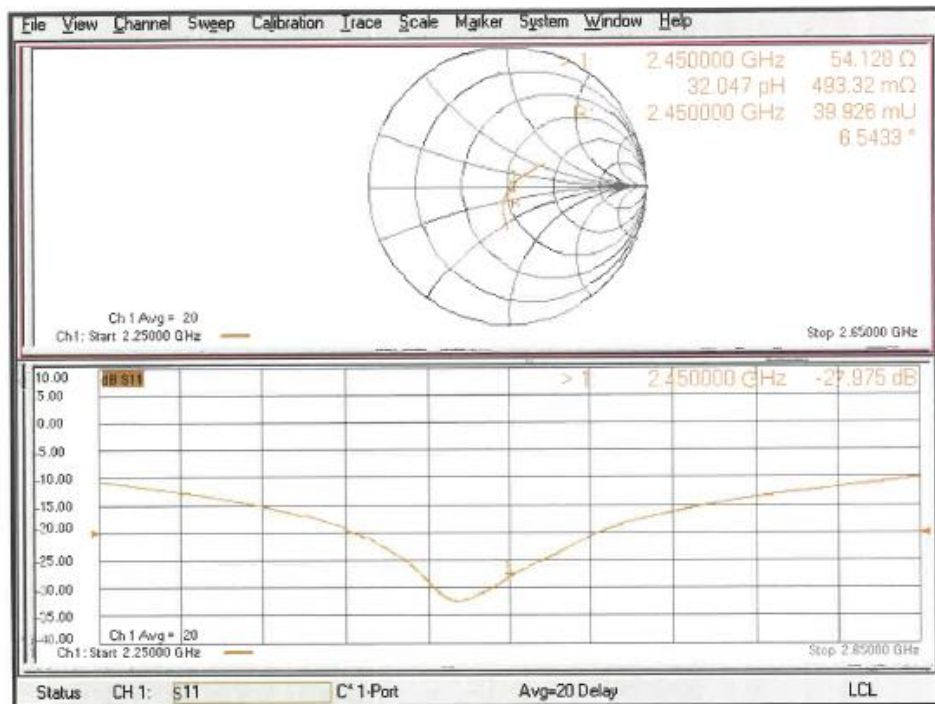 File View Channel Sweep Calibration Trace Scale Marker System Window Help
> 1: 2.450000 GHz 54.128 Ω
32.047 pH 493.32 mΩ
2.450000 GHz 39.926 mU
6.5433 °
Ch 1 Avg = 20
Ch1: Start 2.25000 GHz
Stop 2.65000 GHz
10.00
dB S11
> 1: 2.450000 GHz -27.975 dB
5.00
0.00
-5.00
-10.00
-15.00
-20.00
-25.00
-30.00
-35.00
-40.00
Ch 1 Avg = 20
Ch1: Start 2.25000 GHz
Stop 2.65000 GHz
Status CH 1: S11 C* 1-Port Avg=20 Delay LCL